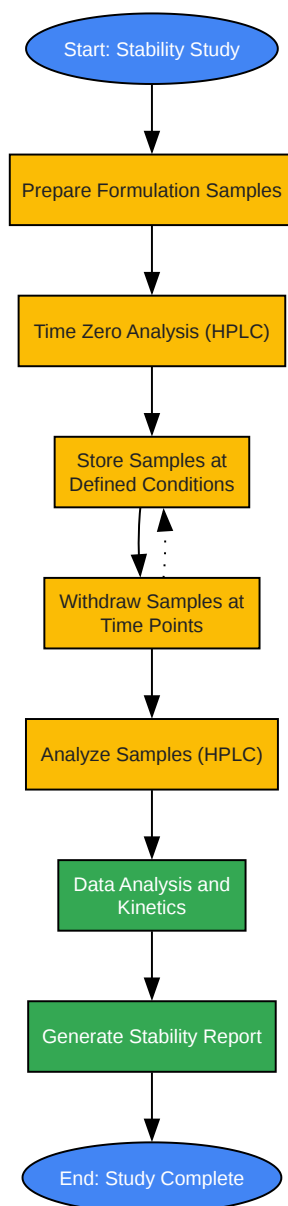 Start: Stability Study
Prepare Formulation Samples
Time Zero Analysis (HPLC)
Store Samples at
Defined Conditions
Withdraw Samples at
Time Points
Analyze Samples (HPLC)
Data Analysis and
Kinetics
Generate Stability Report
End: Study Complete